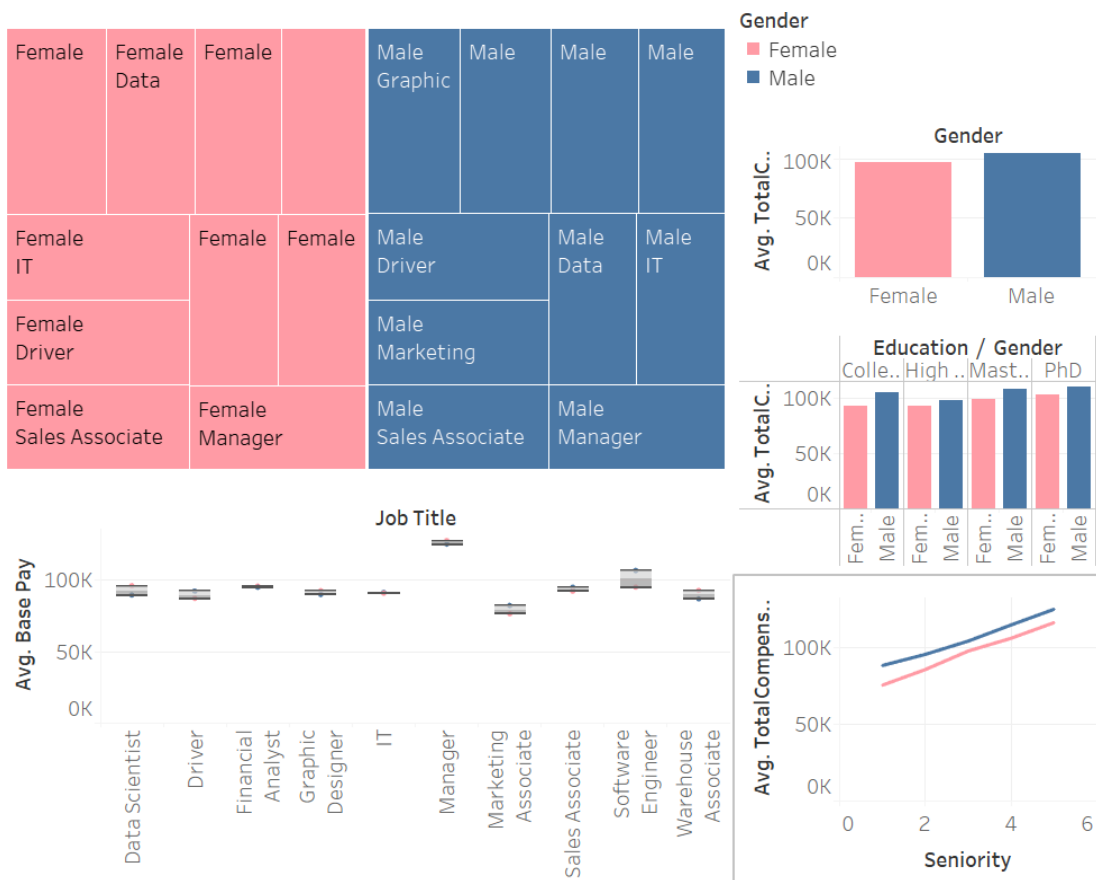 Female
Female
Data
Female
Male
Graphic
Male
Male
Male
Female
IT
Female
Female
Male
Driver
Male
Data
Male
IT
Female
Driver
Male
Marketing
Female
Sales Associate
Female
Manager
Male
Sales Associate
Male
Manager
Gender
Female
Male
Gender
Avg. TotalC..
100K
50K
0K
Female
Male
Education / Gender
Colle..
High ..
Mast..
PhD
Avg. TotalC..
100K
50K
0K
Fem..
Male
Fem..
Male
Fem..
Male
Fem..
Male
Job Title
Avg. Base Pay
100K
50K
0K
Data Scientist
Driver
Financial
Analyst
Graphic
Designer
IT
Manager
Marketing
Associate
Sales Associate
Software
Engineer
Warehouse
Associate
Avg. TotalCompens..
100K
50K
0K
0
2
4
6
Seniority